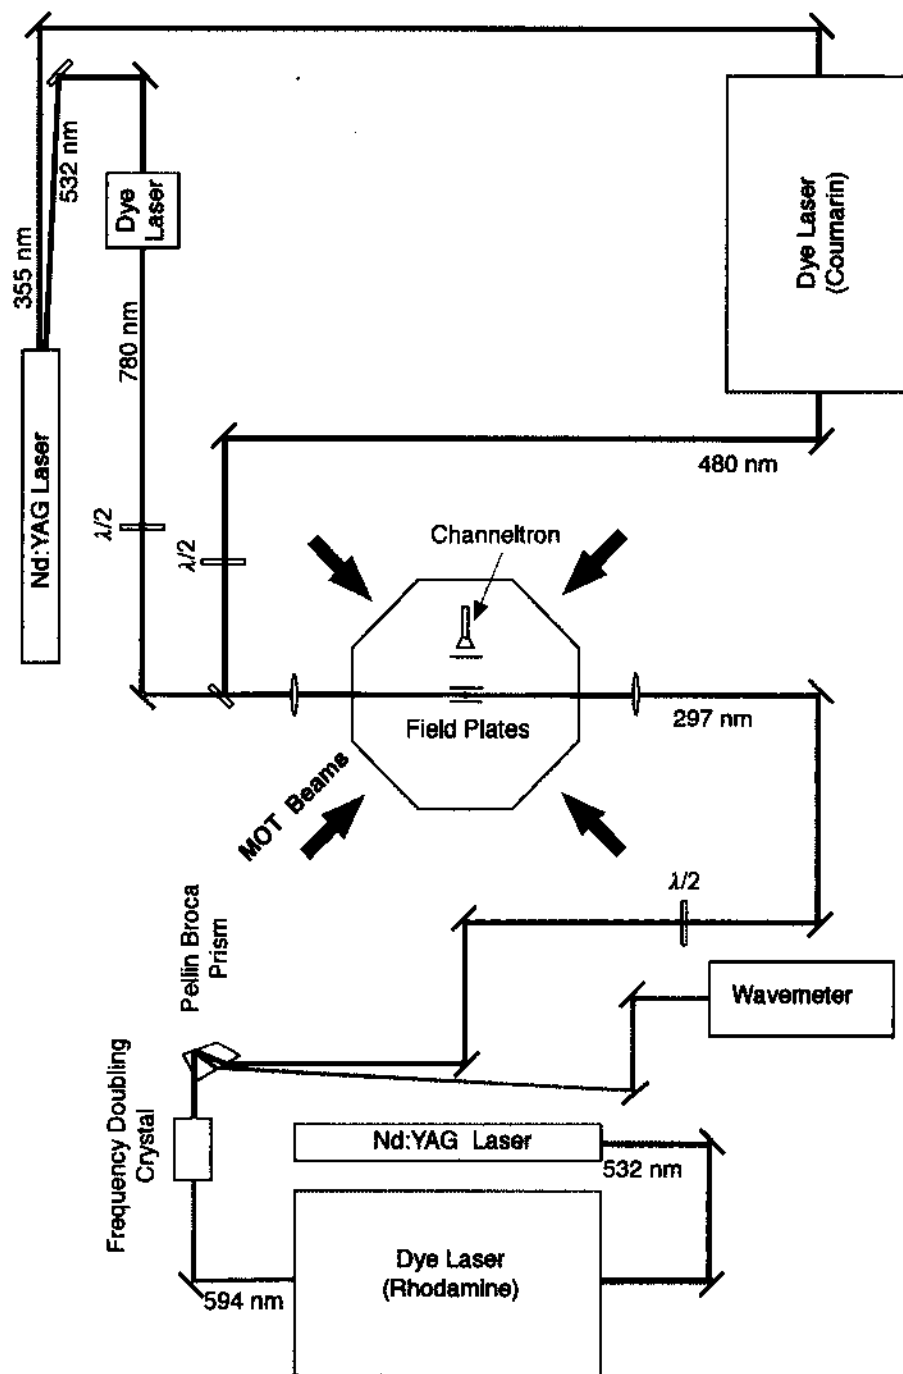 355 nm
532 nm
Dye
Laser
780 nm
Nd:YAG Laser
Dye Laser
(Coumarin)
480 nm
λ/2
λ/2
Channeltron
Field Plates
297 nm
MOT Beams
λ/2
Pellin Broca
Prism
Wavemeter
Frequency Doubling
Crystal
Nd:YAG Laser
532 nm
Dye Laser
(Rhodamine)
594 nm